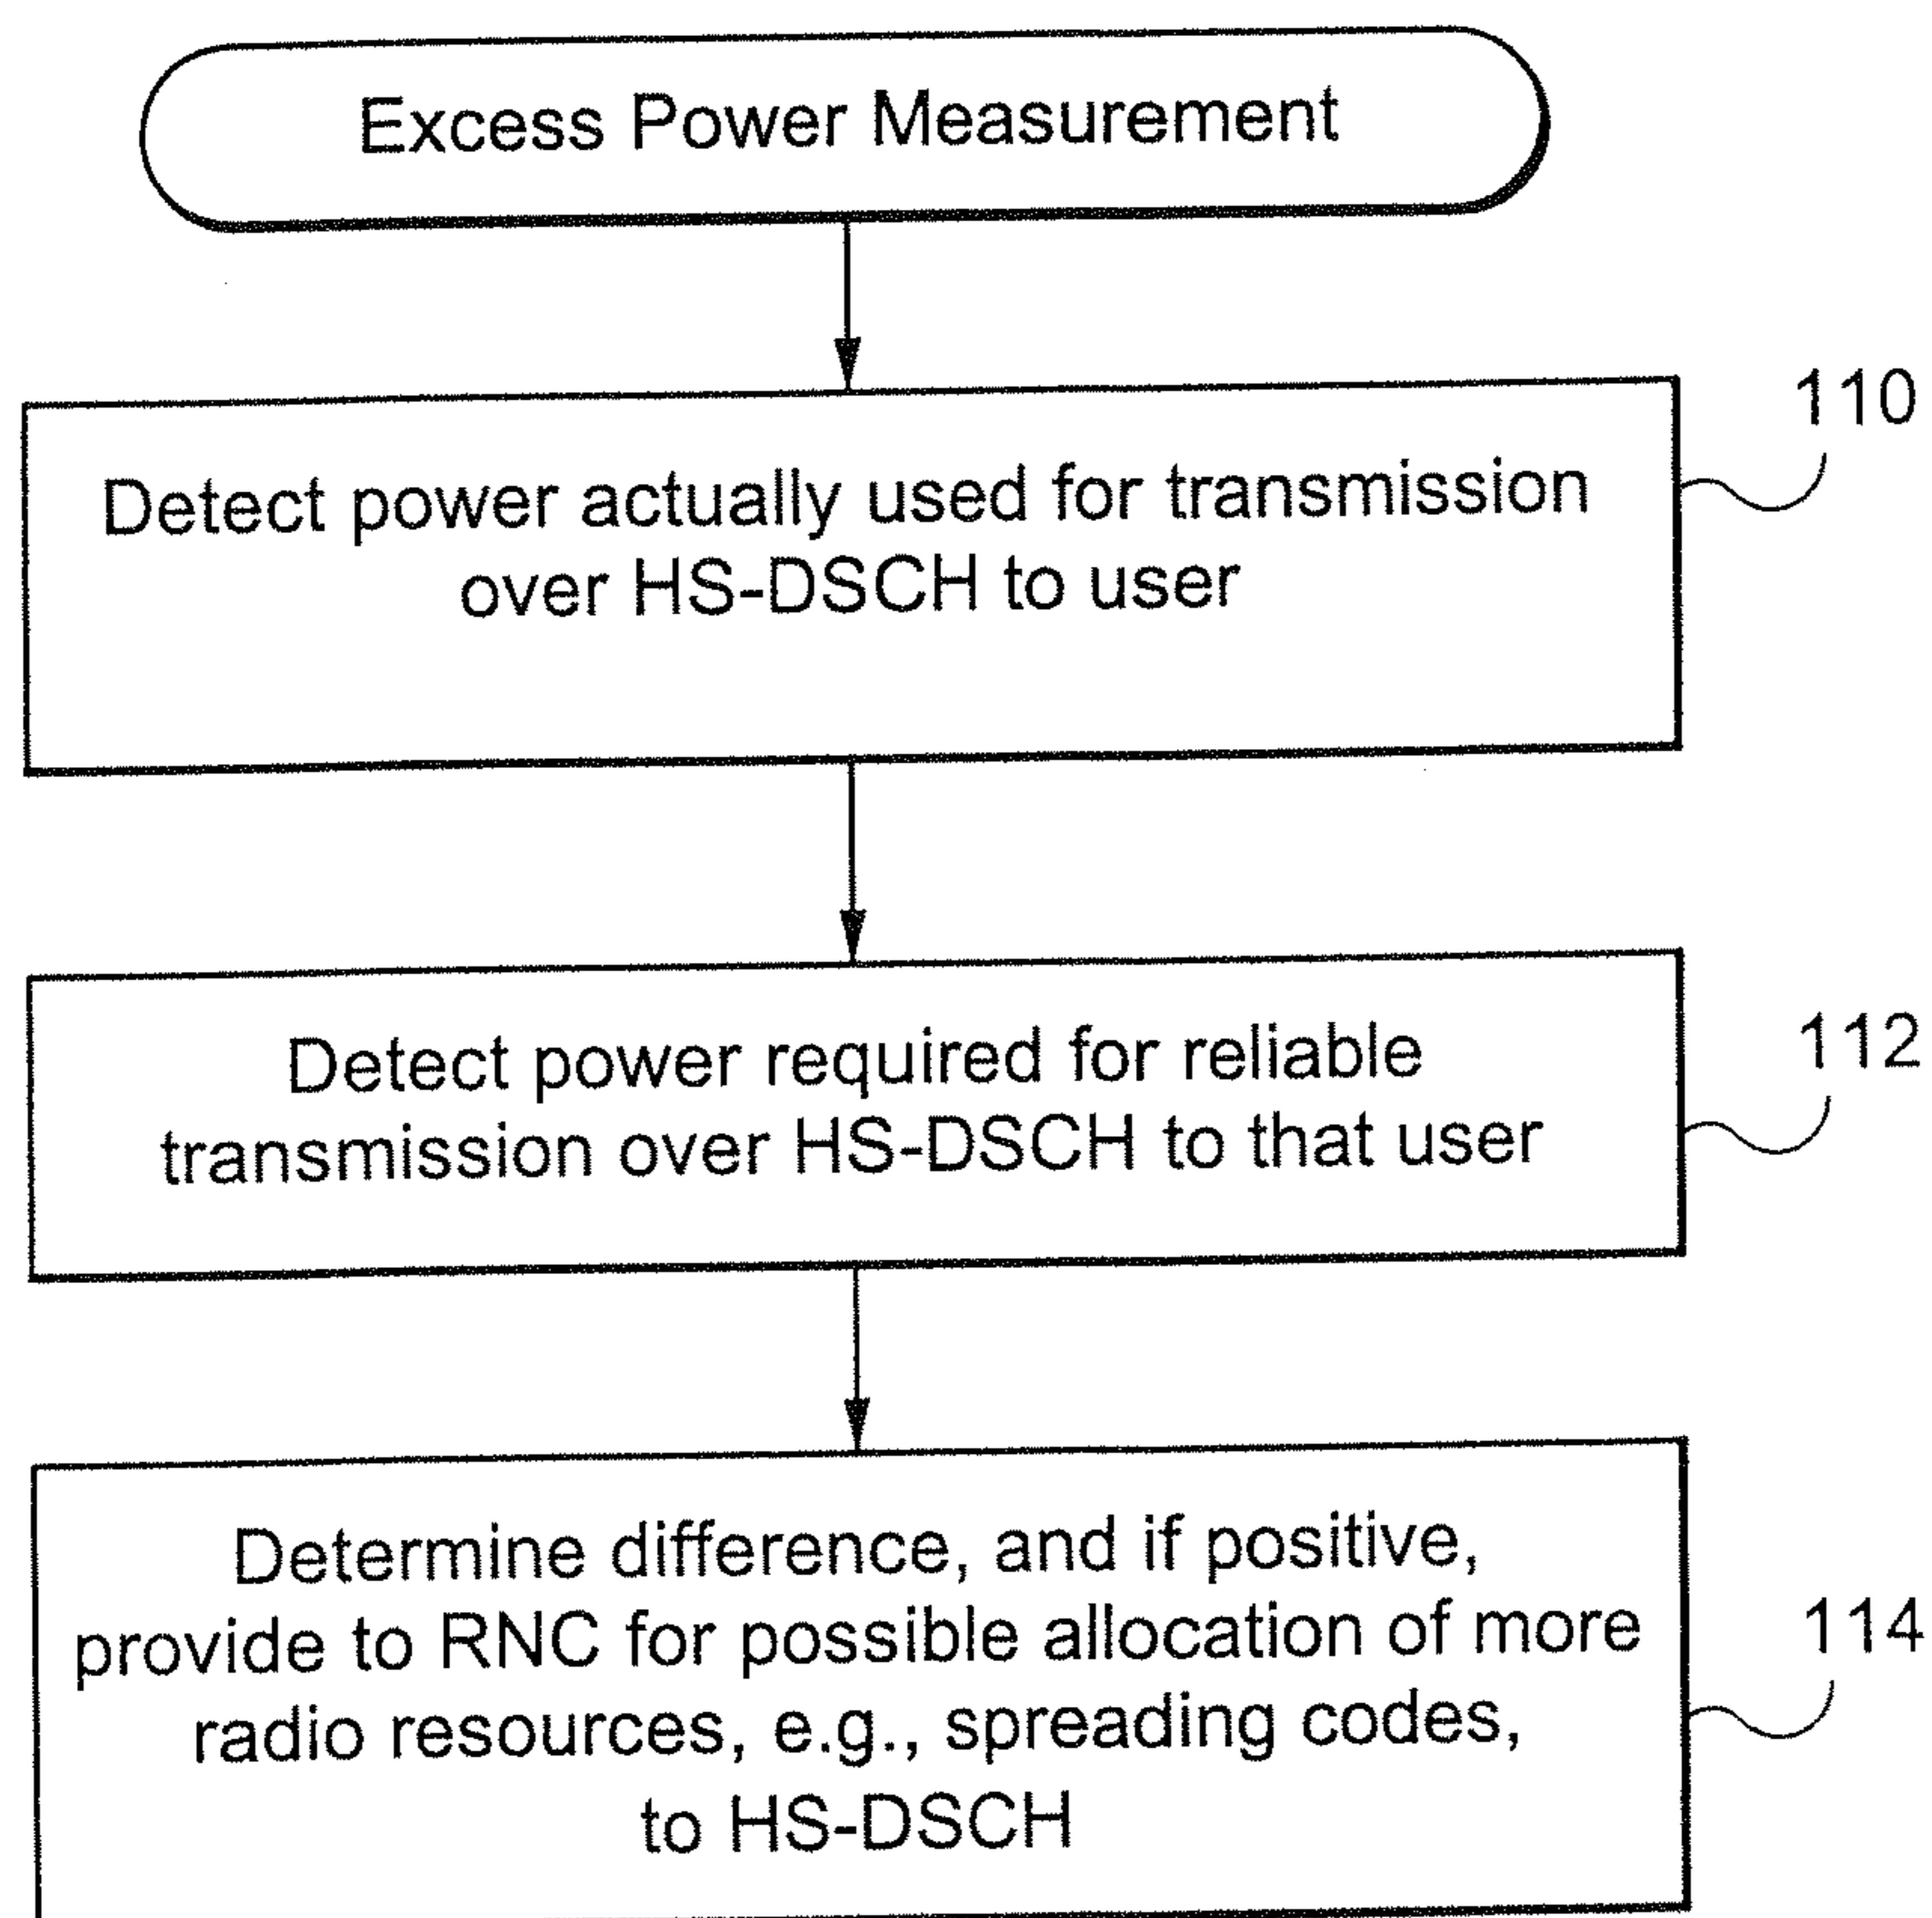 Excess Power Measurement
110
Detect power actually used for transmission
over HS-DSCH to user
112
Detect power required for reliable
transmission over HS-DSCH to that user
Determine difference, and if positive,
provide to RNC for possible allocation of more
114
radio resources, e.g., spreading codes,
to HS-DSCH